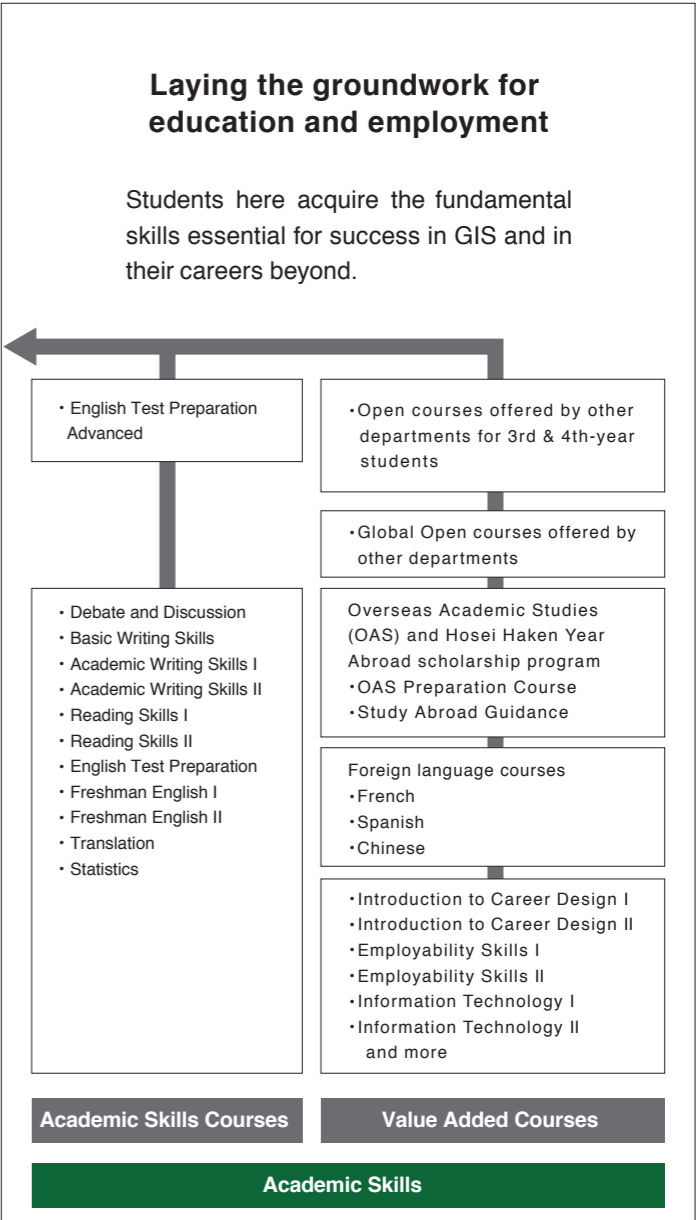 Laying the groundwork for
education and employment
Students here acquire the fundamental
skills essential for success in GIS and in
their careers beyond.
・English Test Preparation
Advanced
・Debate and Discussion
・Basic Writing Skills
・Academic Writing Skills I
・Academic Writing Skills II
・Reading Skills I
・Reading Skills II
・English Test Preparation
・Freshman English I
・Freshman English II
・Translation
・Statistics
Academic Skills Courses
・Open courses offered by other
departments for 3rd & 4th-year
students
・Global Open courses offered by
other departments
Overseas Academic Studies
(OAS) and Hosei Haken Year
Abroad scholarship program
・OAS Preparation Course
・Study Abroad Guidance
Foreign language courses
・French
・Spanish
・Chinese
・Introduction to Career Design I
・Introduction to Career Design II
・Employability Skills I
・Employability Skills II
・Information Technology I
・Information Technology II
and more
Value Added Courses
Academic Skills